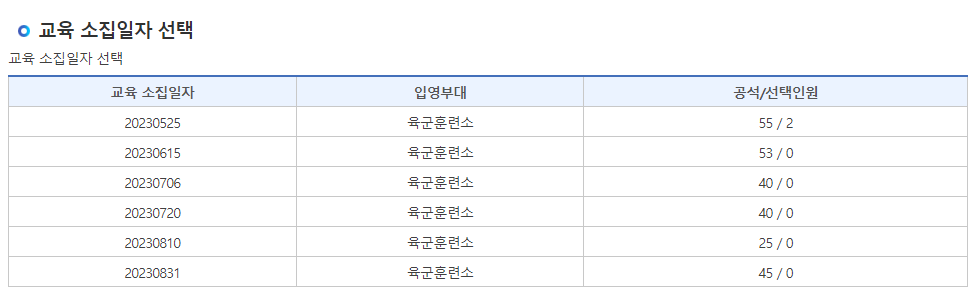 교육 소집일자 선택
교육 소집일자 선택
교육 소집일자 입영부대 공석/선택인원
20230525 육군훈련소 55 / 2
20230615 육군훈련소 53 / 0
20230706 육군훈련소 40 / 0
20230720 육군훈련소 40 / 0
20230810 육군훈련소 25 / 0
20230831 육군훈련소 45 / 0